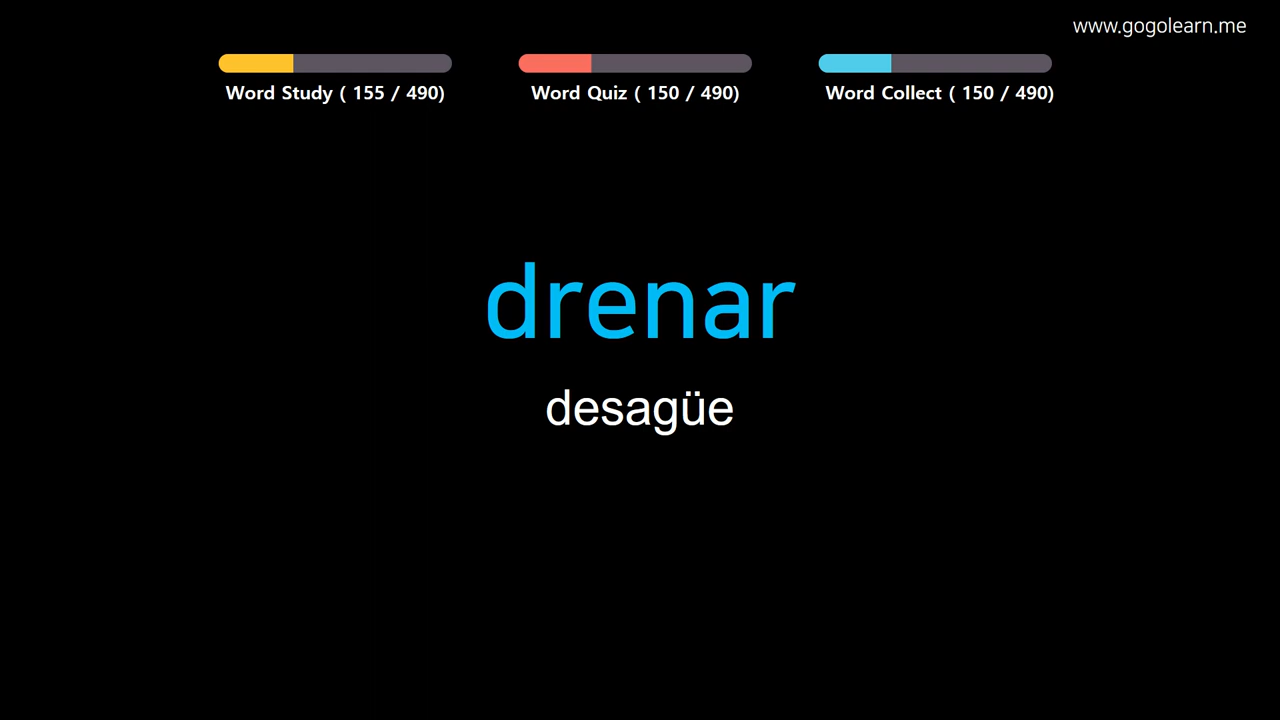 www.gogolearn.me
Word Study ( 155 / 490)
Word Quiz ( 150 / 490)
Word Collect ( 150 / 490)
drenar
desagüe